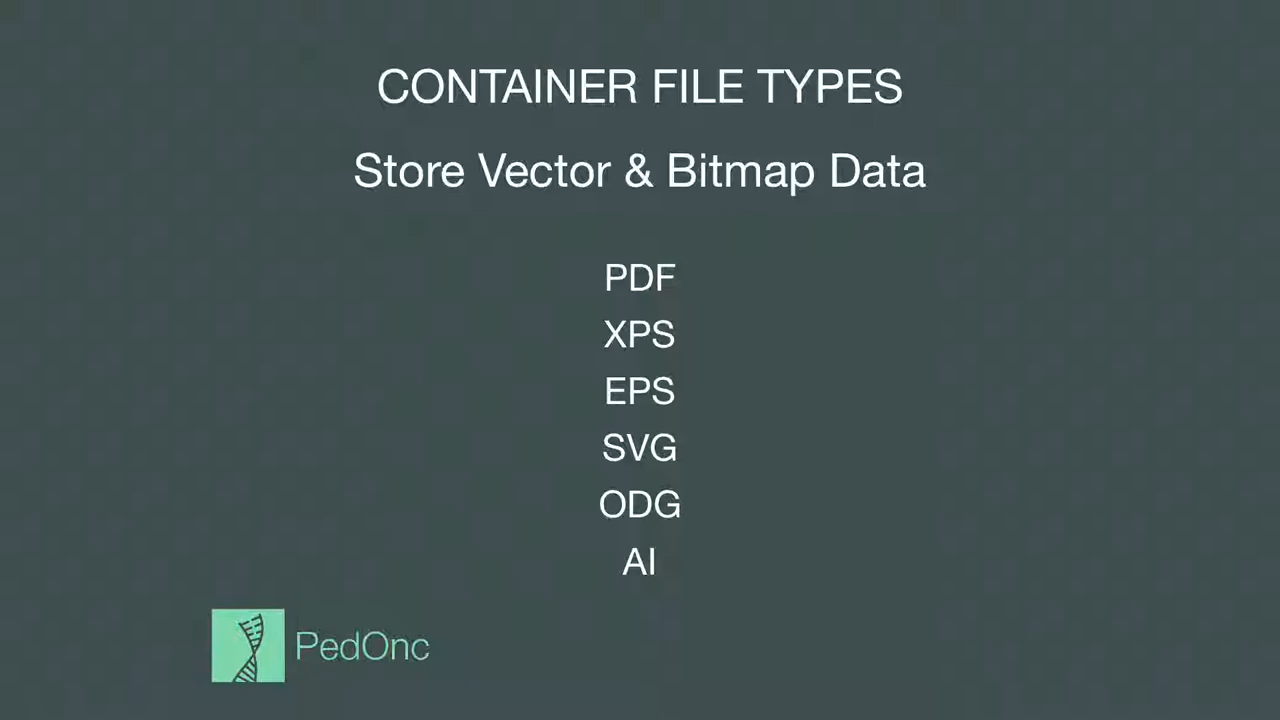 CONTAINER FILE TYPES
Store Vector & Bitmap Data
PDF
XPS
EPS
SVG
ODG
AI
PedOnc